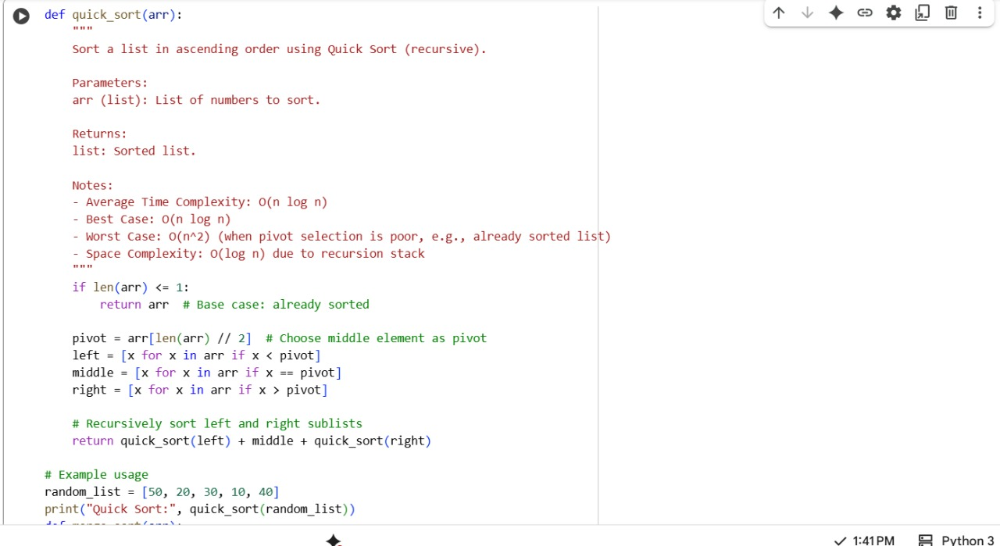 def quick_sort(arr):
    """
    Sort a list in ascending order using Quick Sort (recursive).

    Parameters:
    arr (list): List of numbers to sort.

    Returns:
    list: Sorted list.

    Notes:
    - Average Time Complexity: O(n log n)
    - Best Case: O(n log n)
    - Worst Case: O(n^2) (when pivot selection is poor, e.g., already sorted list)
    - Space Complexity: O(log n) due to recursion stack
    """
    if len(arr) <= 1:
        return arr  # Base case: already sorted

    pivot = arr[len(arr) // 2]  # Choose middle element as pivot
    left = [x for x in arr if x < pivot]
    middle = [x for x in arr if x == pivot]
    right = [x for x in arr if x > pivot]

    # Recursively sort left and right sublists
    return quick_sort(left) + middle + quick_sort(right)

# Example usage
random_list = [50, 20, 30, 10, 40]
print("Quick Sort:", quick_sort(random_list))
1:41 PM Python 3